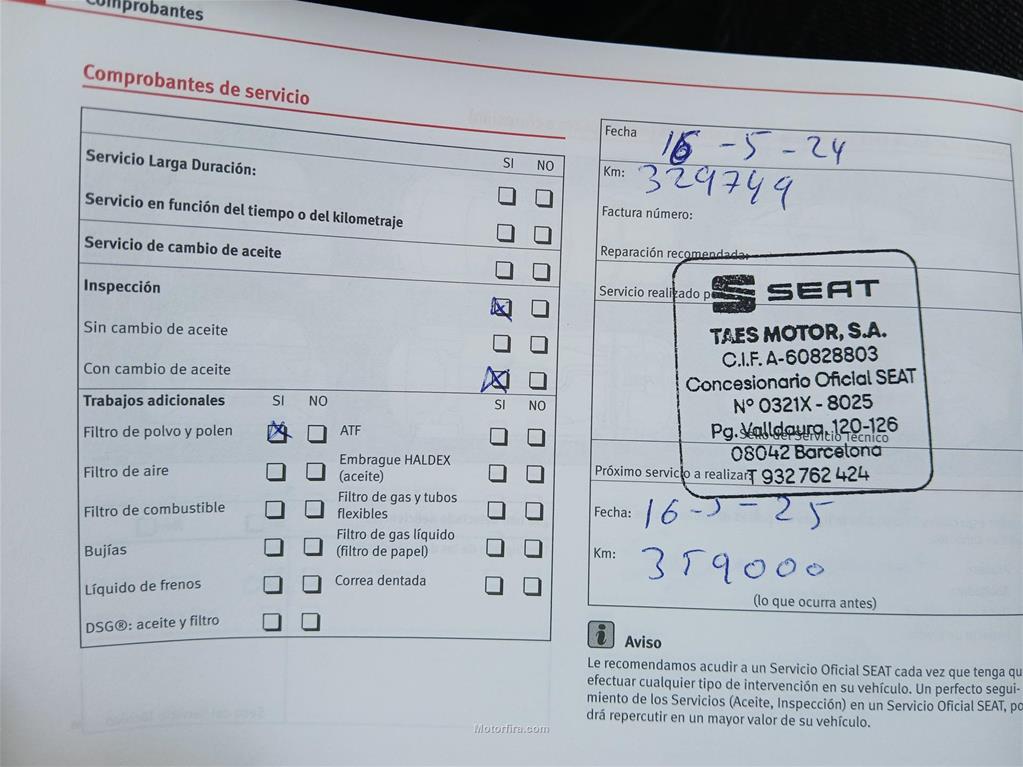 Comprobantes
Comprobantes de servicio
SI NO
Servicio Larga Duración:
Servicio en función del tiempo o del kilometraje
Servicio de cambio de aceite
Inspección
Sin cambio de aceite
Con cambio de aceite
Trabajos adicionales SI NO SI NO
Filtro de polvo y polen ATF
Filtro de aire Embrague HALDEX
(aceite)
Filtro de combustible Filtro de gas y tubos
flexibles
Bujías Filtro de gas líquido
(filtro de papel)
Líquido de frenos Correa dentada
DSG®: aceite y filtro
Fecha 16-5-24
Km: 329749
Factura número:
Reparación recomendada:
Servicio realizado p
SEAT
TAES MOTOR, S.A.
C.I.F. A-60828803
Concesionario Oficial SEAT
Nº 0321X - 8025
Pg. Valldaura, 120-126
Sello del Servicio Técnico
08042 Barcelona
T 932 762 424
Próximo servicio a realizar:
Fecha: 16-5-25
Km: 359000
(lo que ocurra antes)
i Aviso
Le recomendamos acudir a un Servicio Oficial SEAT cada vez que tenga qu
efectuar cualquier tipo de intervención en su vehículo. Un perfecto segui-
miento de los Servicios (Aceite, Inspección) en un Servicio Oficial SEAT, po
drá repercutir en un mayor valor de su vehículo.
Motorfira.com